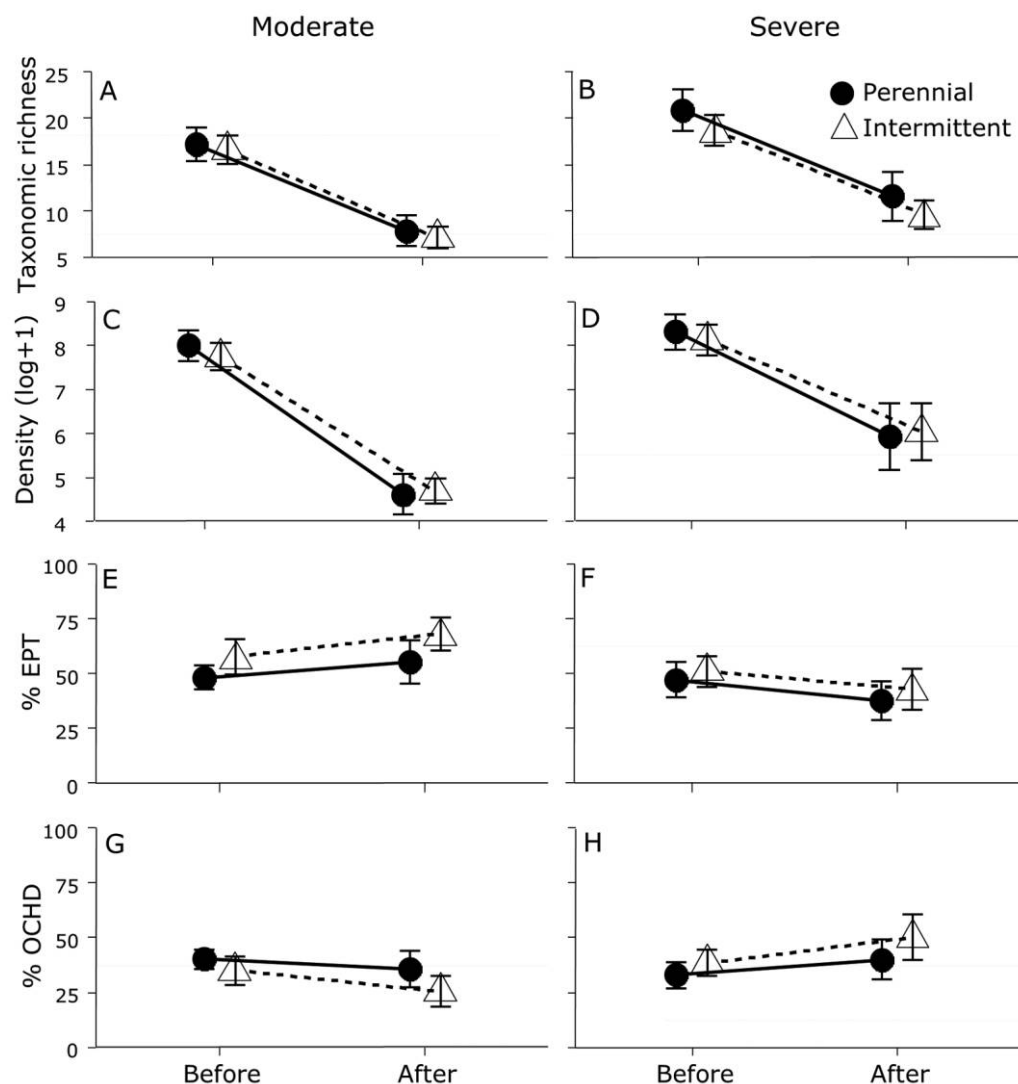 Moderate
Severe
Taxonomic richness
25
20
15
10
5
A
B
Perennial
Intermittent
Density (log+1)
9
8
7
6
5
4
C
D
% EPT
100
75
50
25
0
E
F
% OCHD
100
75
50
25
0
G
H
Before
After
Before
After